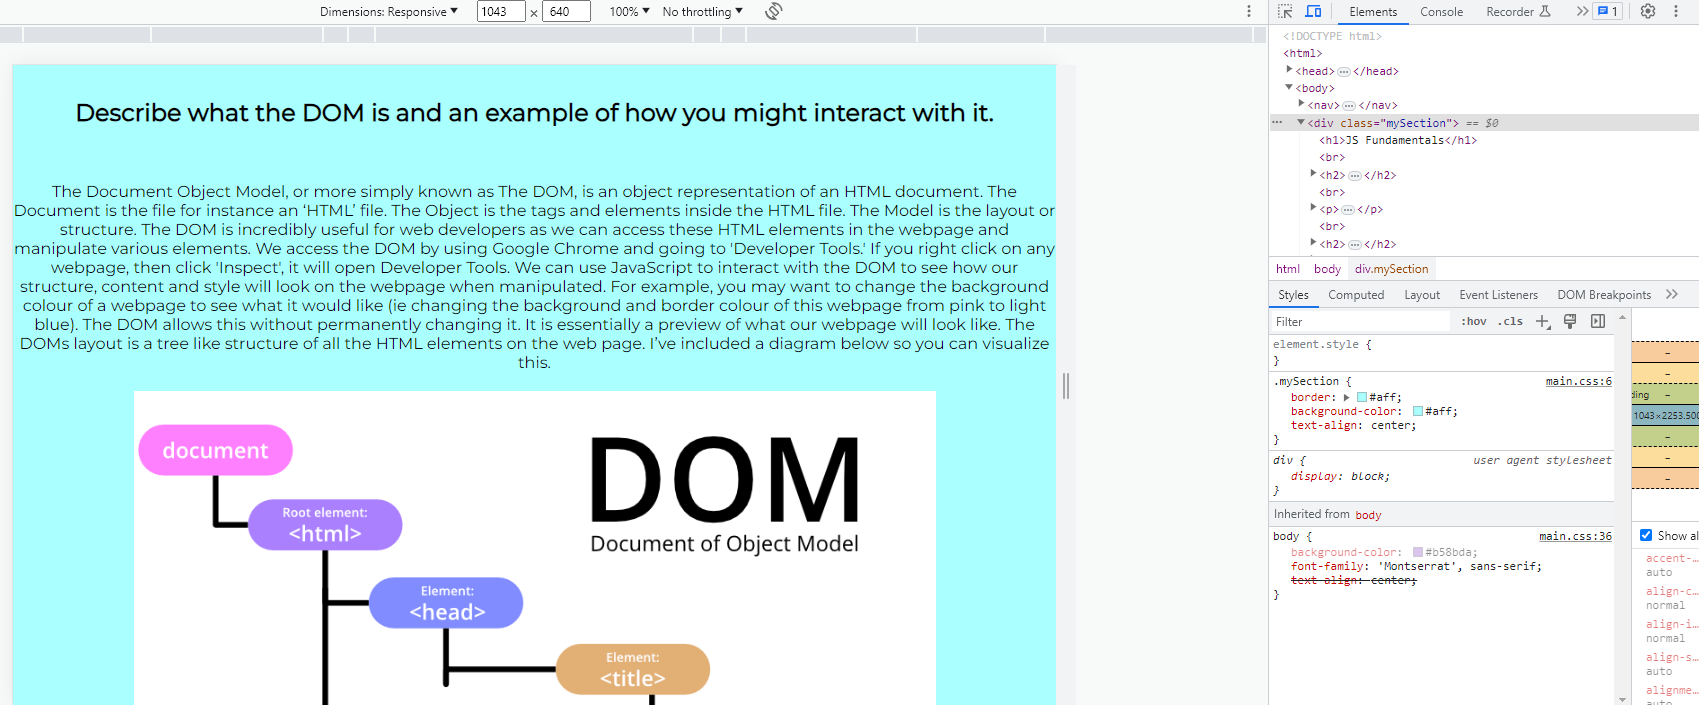 Dimensions: Responsive ▼ 1043 × 640 100% ▼ No throttling ▼
Describe what the DOM is and an example of how you might interact with it.
The Document Object Model, or more simply known as The DOM, is an object representation of an HTML document. The
Document is the file for instance an ‘HTML’ file. The Object is the tags and elements inside the HTML file. The Model is the layout or
structure. The DOM is incredibly useful for web developers as we can access these HTML elements in the webpage and
manipulate various elements. We access the DOM by using Google Chrome and going to 'Developer Tools.' If you right click on any
webpage, then click 'Inspect', it will open Developer Tools. We can use JavaScript to interact with the DOM to see how our
structure, content and style will look on the webpage when manipulated. For example, you may want to change the background
colour of a webpage to see what it would like (ie changing the background and border colour of this webpage from pink to light
blue). The DOM allows this without permanently changing it. It is essentially a preview of what our webpage will look like. The
DOMs layout is a tree like structure of all the HTML elements on the web page. I’ve included a diagram below so you can visualize
this.
document
DOM
Document of Object Model
Root element:
<html>
Element:
<head>
Element:
<title>
Elements Console Recorder 1
<!DOCTYPE html>
<html>
<head>…</head>
<body>
<nav>…</nav>
<div class="mySection"> == $0
<h1>JS Fundamentals</h1>
<br>
<h2>…</h2>
<br>
<p>…</p>
<br>
<h2>…</h2>
html body div.mySection
Styles Computed Layout Event Listeners DOM Breakpoints
Filter :hov .cls
element.style {
}
.mySection { main.css:6
border: #aff;
background-color: #aff;
text-align: center;
}
div { user agent stylesheet
display: block;
}
Inherited from body
body { main.css:36
background-color: #b58bda;
font-family: 'Montserrat', sans-serif;
text-align: center;
}
–
–
ding –
1043×2253.500
–
–
–
Show al
accent-…
auto
align-c…
normal
align-i…
normal
align-s…
auto
alignme…